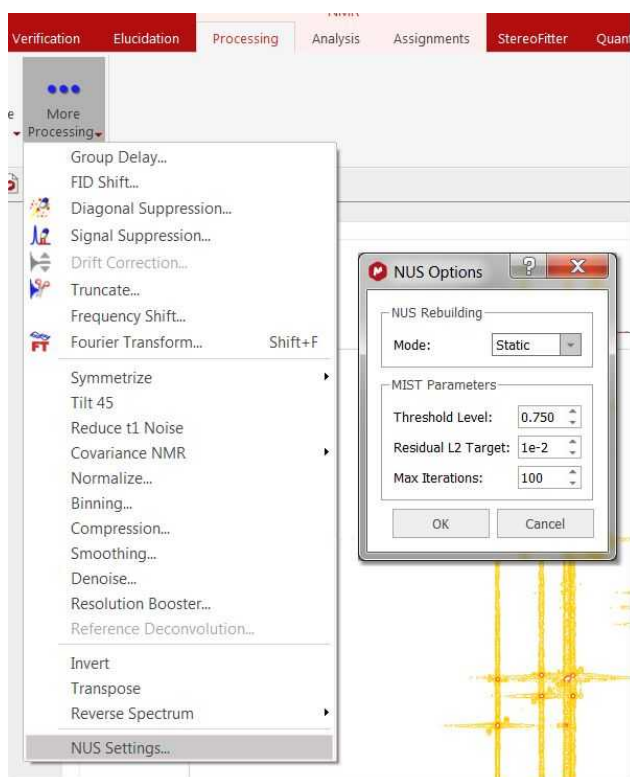 Verification Elucidation Processing Analysis Assignments StereoFitter
More
Processing
Group Delay...
FID Shift...
Diagonal Suppression...
Signal Suppression...
Drift Correction...
Truncate...
Frequency Shift...
FT Fourier Transform... Shift+F
Symmetrize
Tilt 45
Reduce t1 Noise
Covariance NMR
Normalize...
Binning...
Compression...
Smoothing...
Denoise...
Resolution Booster...
Reference Deconvolution...
Invert
Transpose
Reverse Spectrum
NUS Settings...
NUS Options
NUS Rebuilding
Mode: Static
MIST Parameters
Threshold Level: 0.750
Residual L2 Target: 1e-2
Max Iterations: 100
OK Cancel